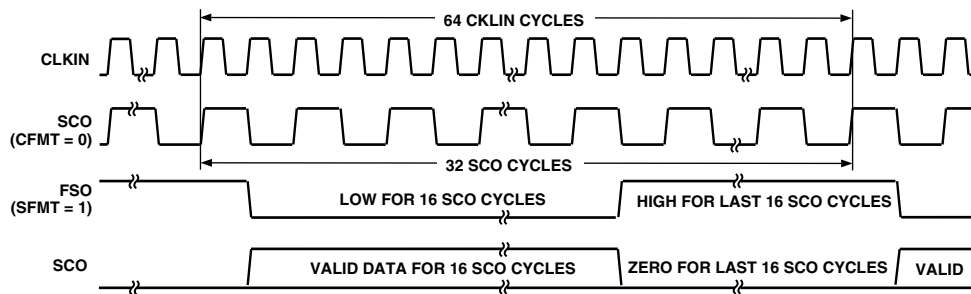 64 CKLIN CYCLES
CLKIN
SCO
(CFMT = 0)
32 SCO CYCLES
FSO
(SFMT = 1)
LOW FOR 16 SCO CYCLES
HIGH FOR LAST 16 SCO CYCLES
SCO
VALID DATA FOR 16 SCO CYCLES
ZERO FOR LAST 16 SCO CYCLES
VALID